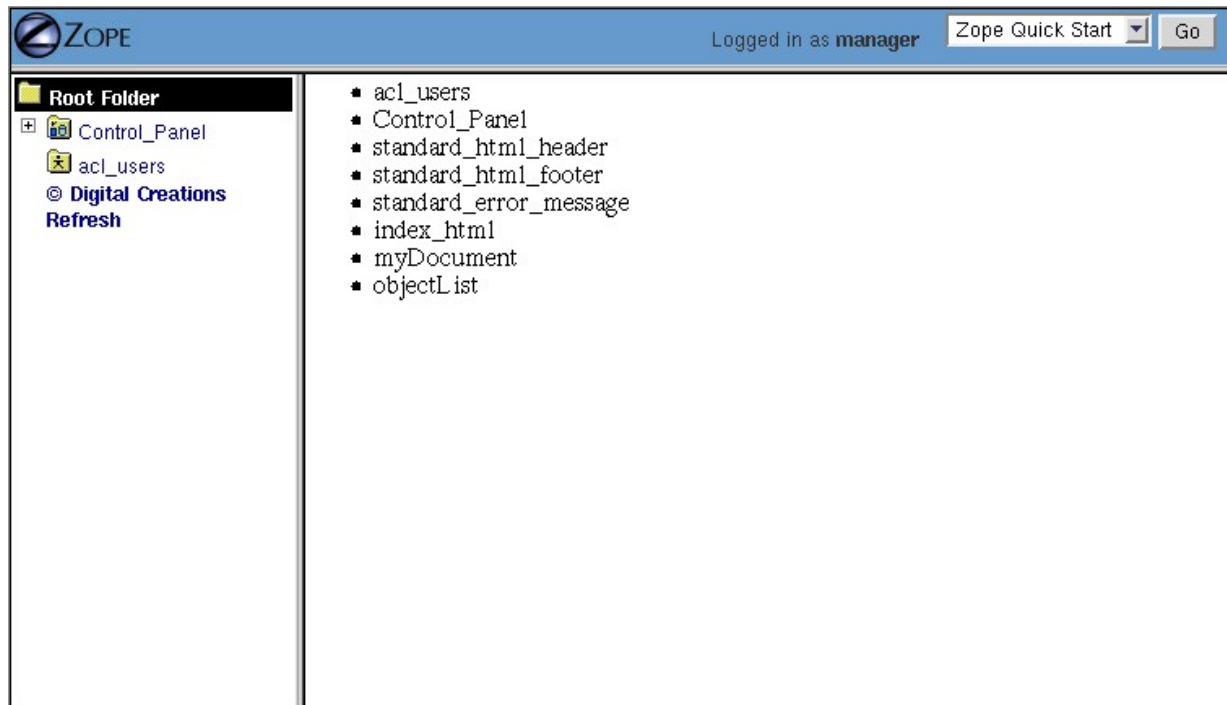 ZOPE
Logged in as manager
Zope Quick Start
Go
Root Folder
Control_Panel
acl_users
© Digital Creations
Refresh
acl_users
Control_Panel
standard_html_header
standard_html_footer
standard_error_message
index_html
myDocument
objectList